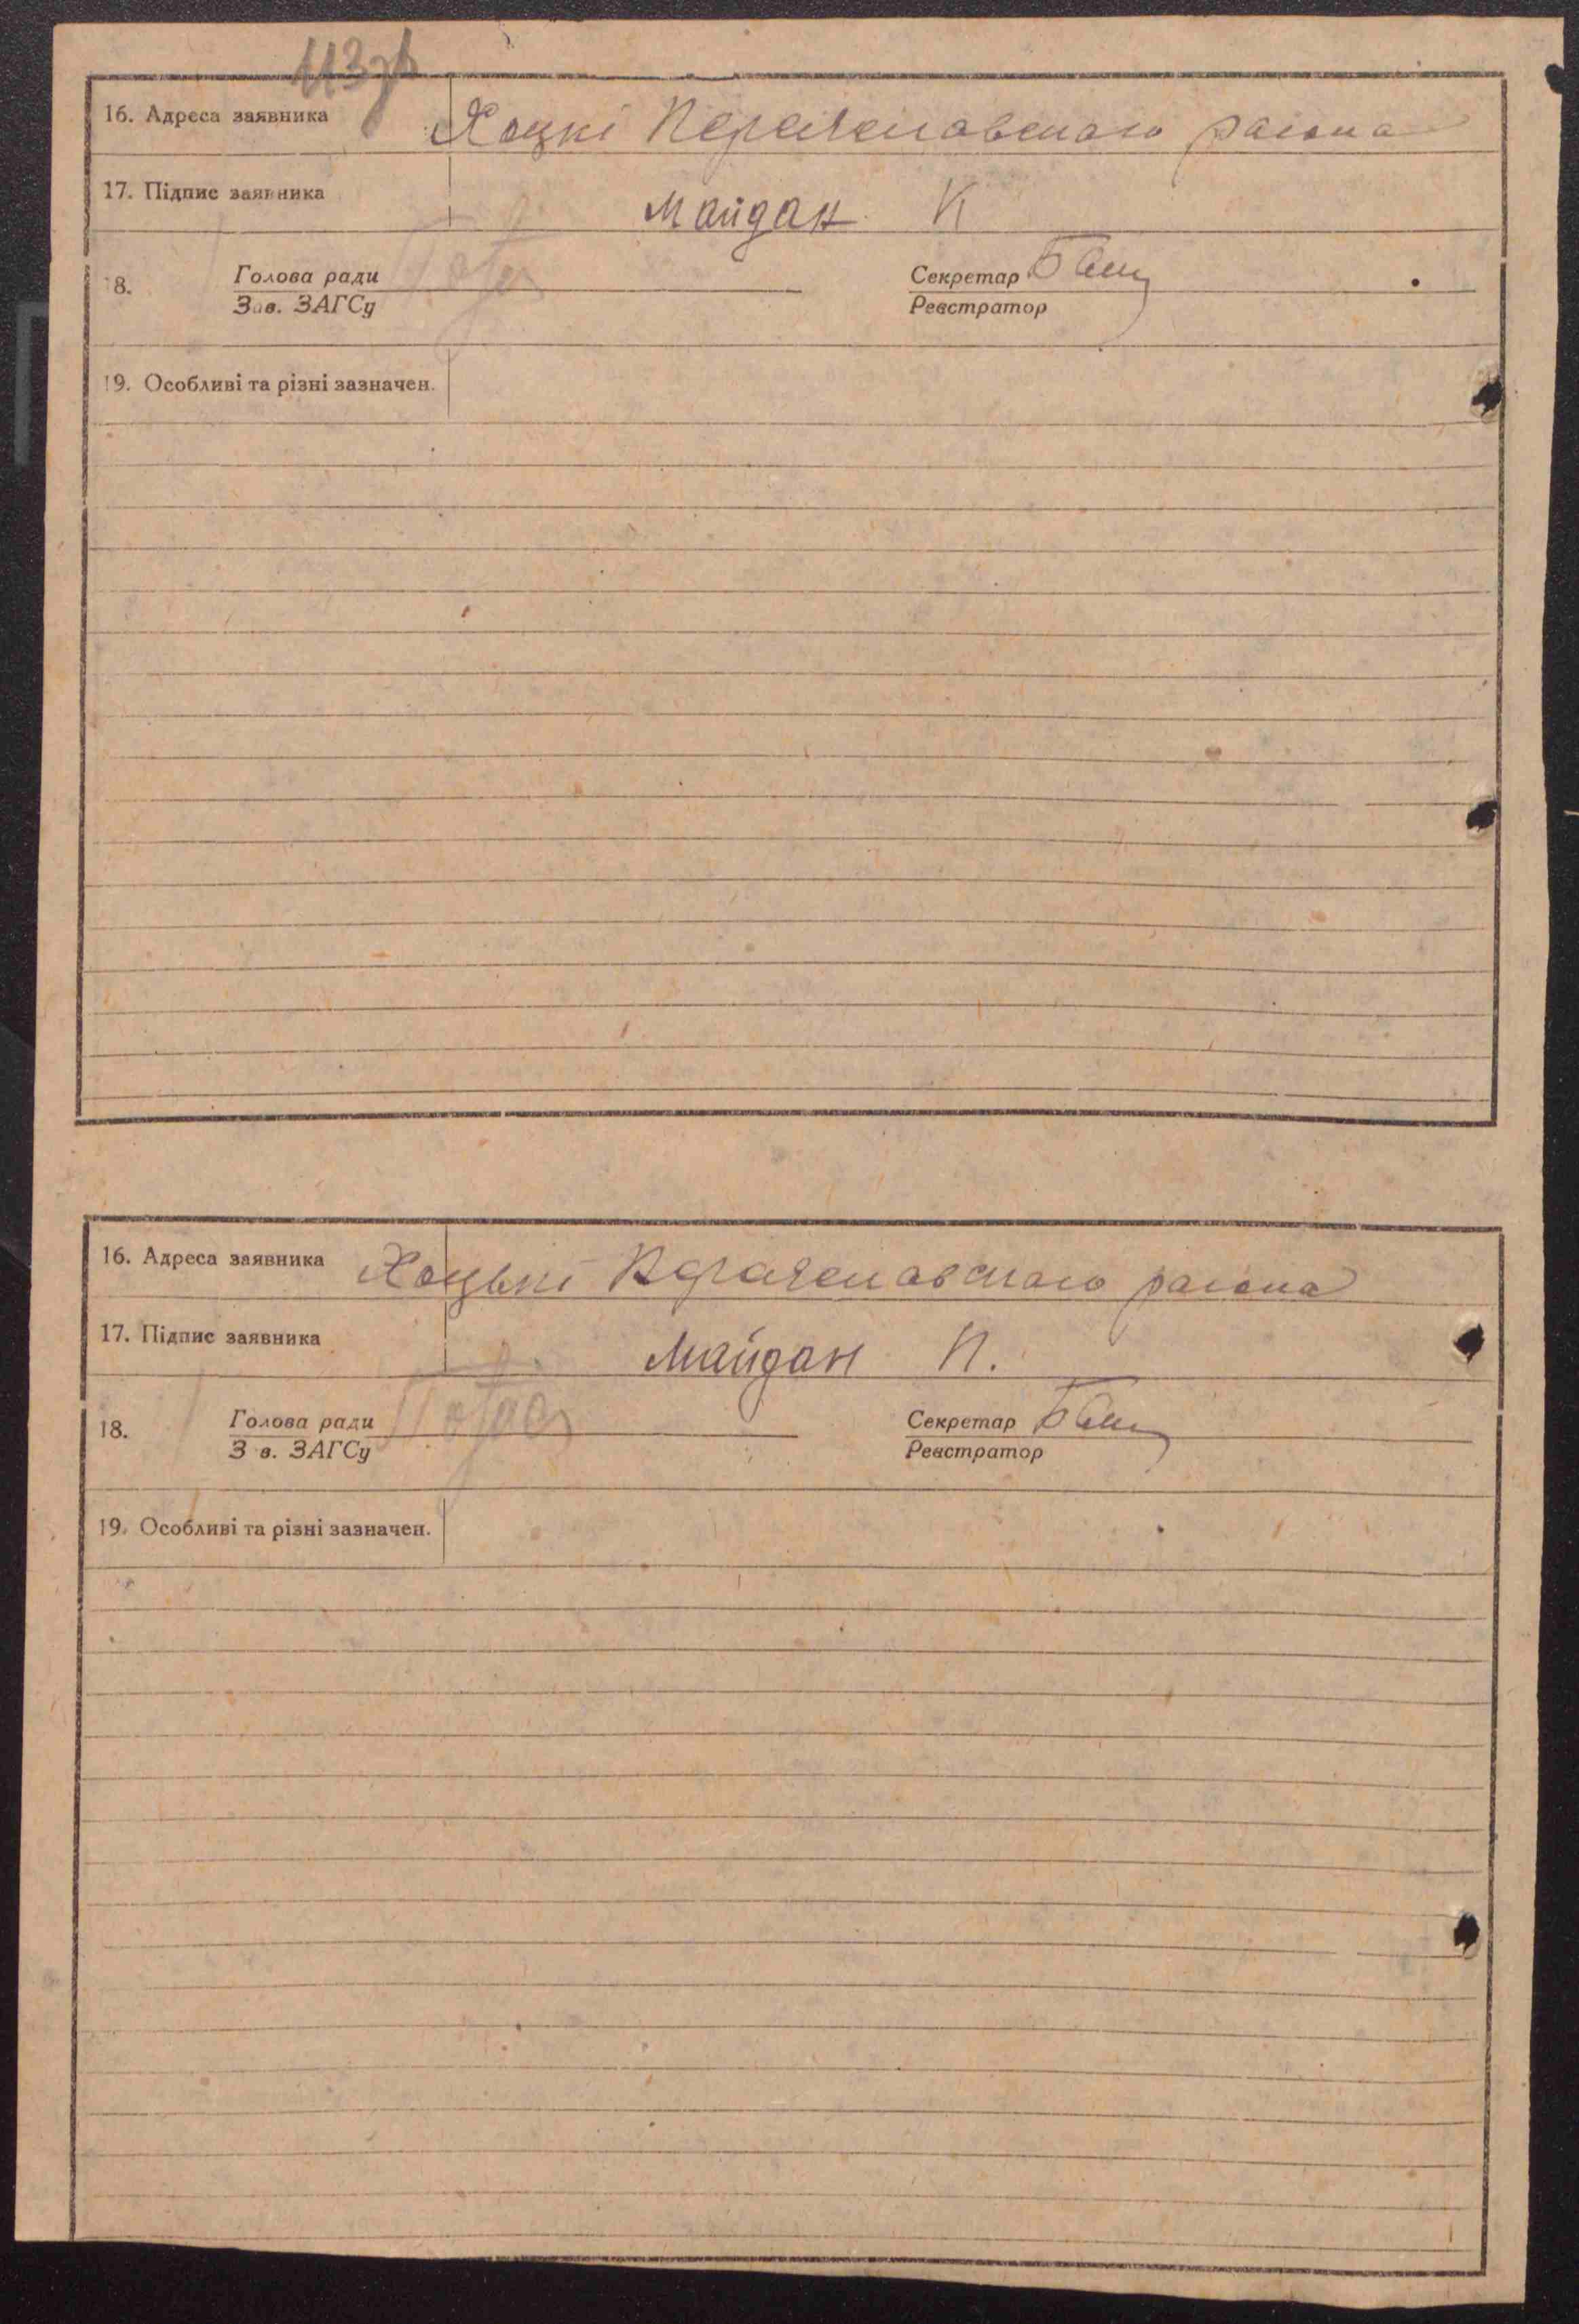 113зв
16. Адреса заявника Хоцкі Переяславського района
17. Підпис заявника Майдан К
18. Голова ради Секретар
Зав. ЗАГСу Реєстратор
19. Особливі та різні зазначен.
16. Адреса заявника Хоцькі Переяславського района
17. Підпис заявника Майдан К.
18. Голова ради Секретар
З в. ЗАГСу Реєстратор
19. Особливі та різні зазначен.